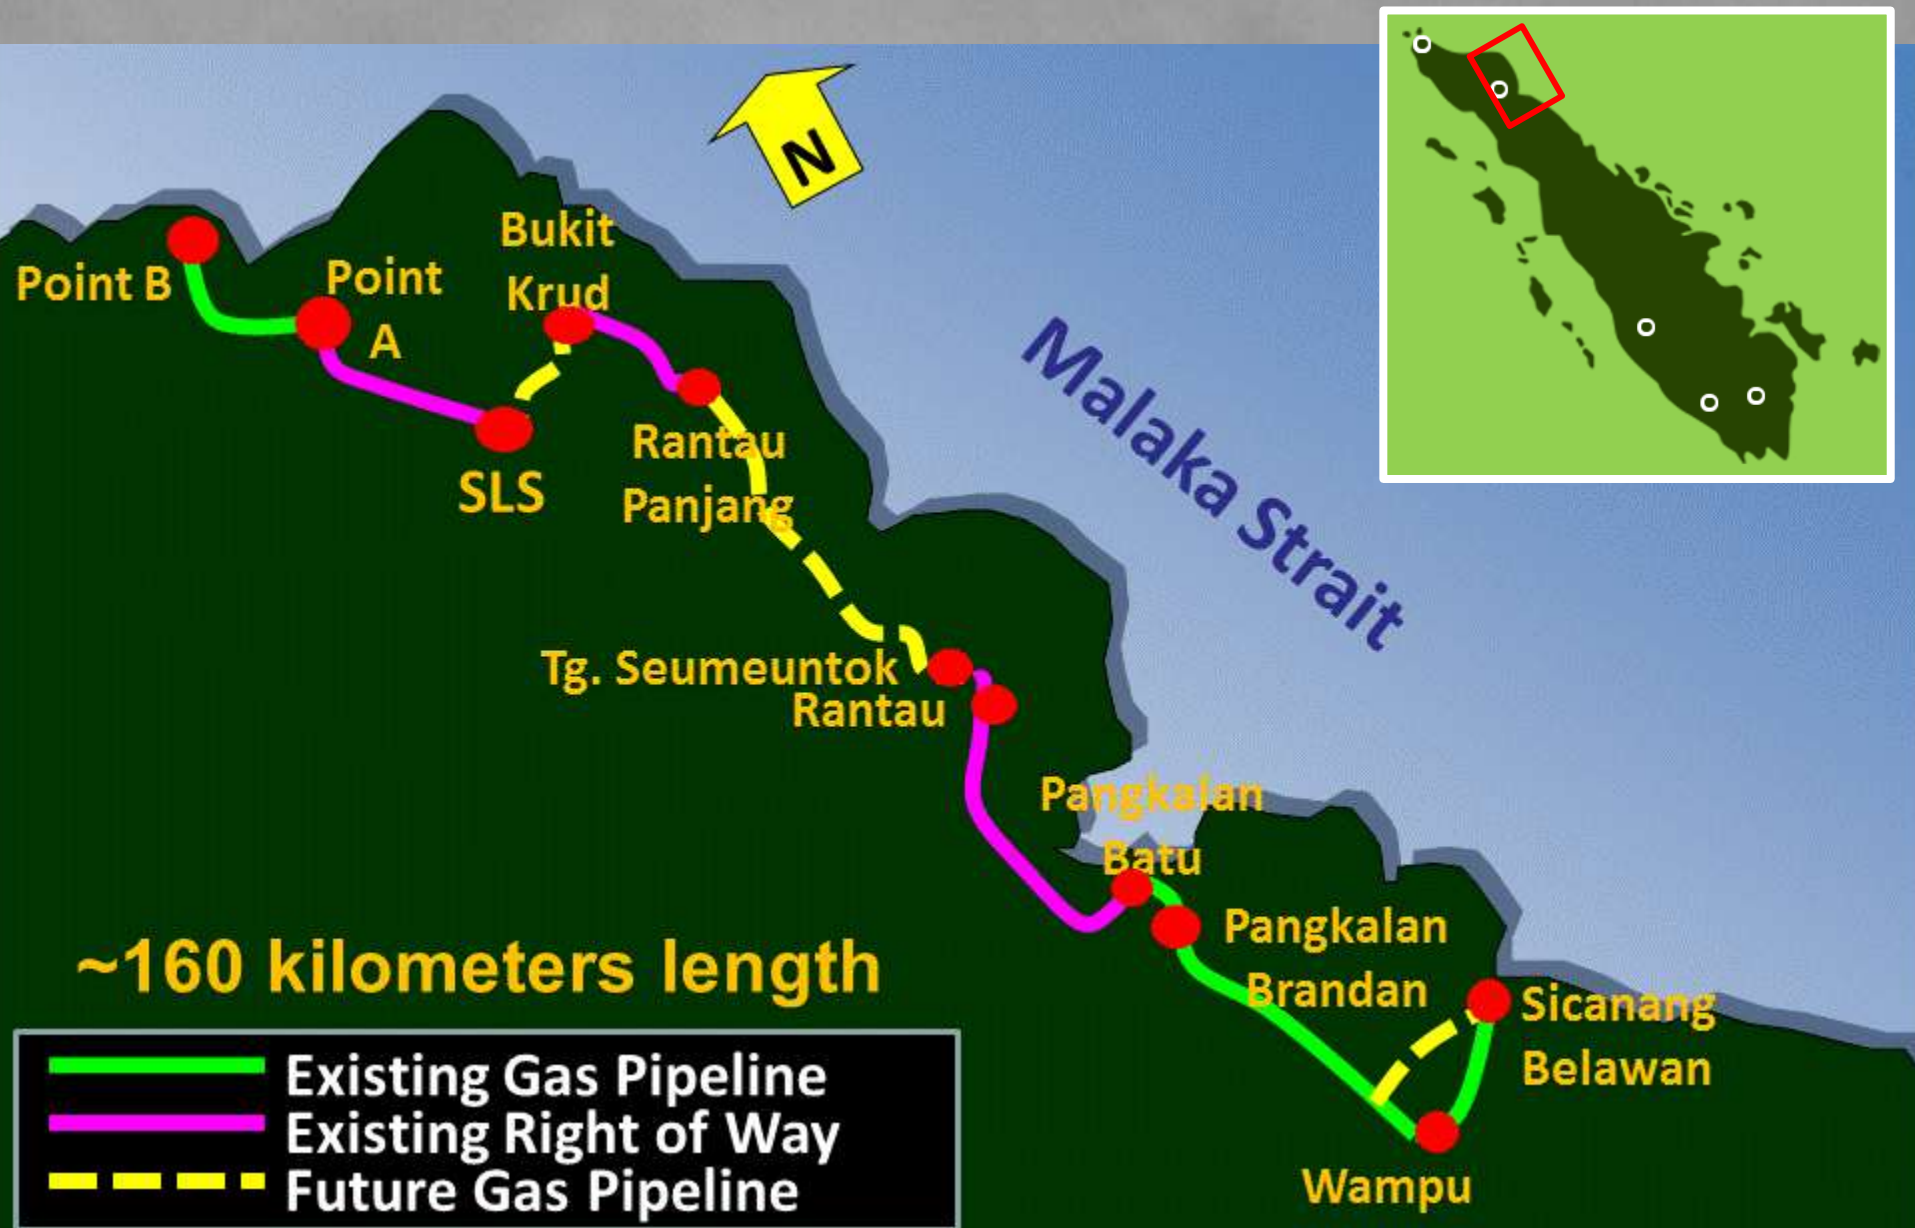 N
Bukit
Krud
Point B
Point
A
SLS
Rantau
Panjang
Malaka Strait
Tg. Seumeuntok
Rantau
Pangkalan
Batu
Pangkalan
Brandan
Sicanang
Belawan
Wampu
~160 kilometers length
Existing Gas Pipeline
Existing Right of Way
Future Gas Pipeline